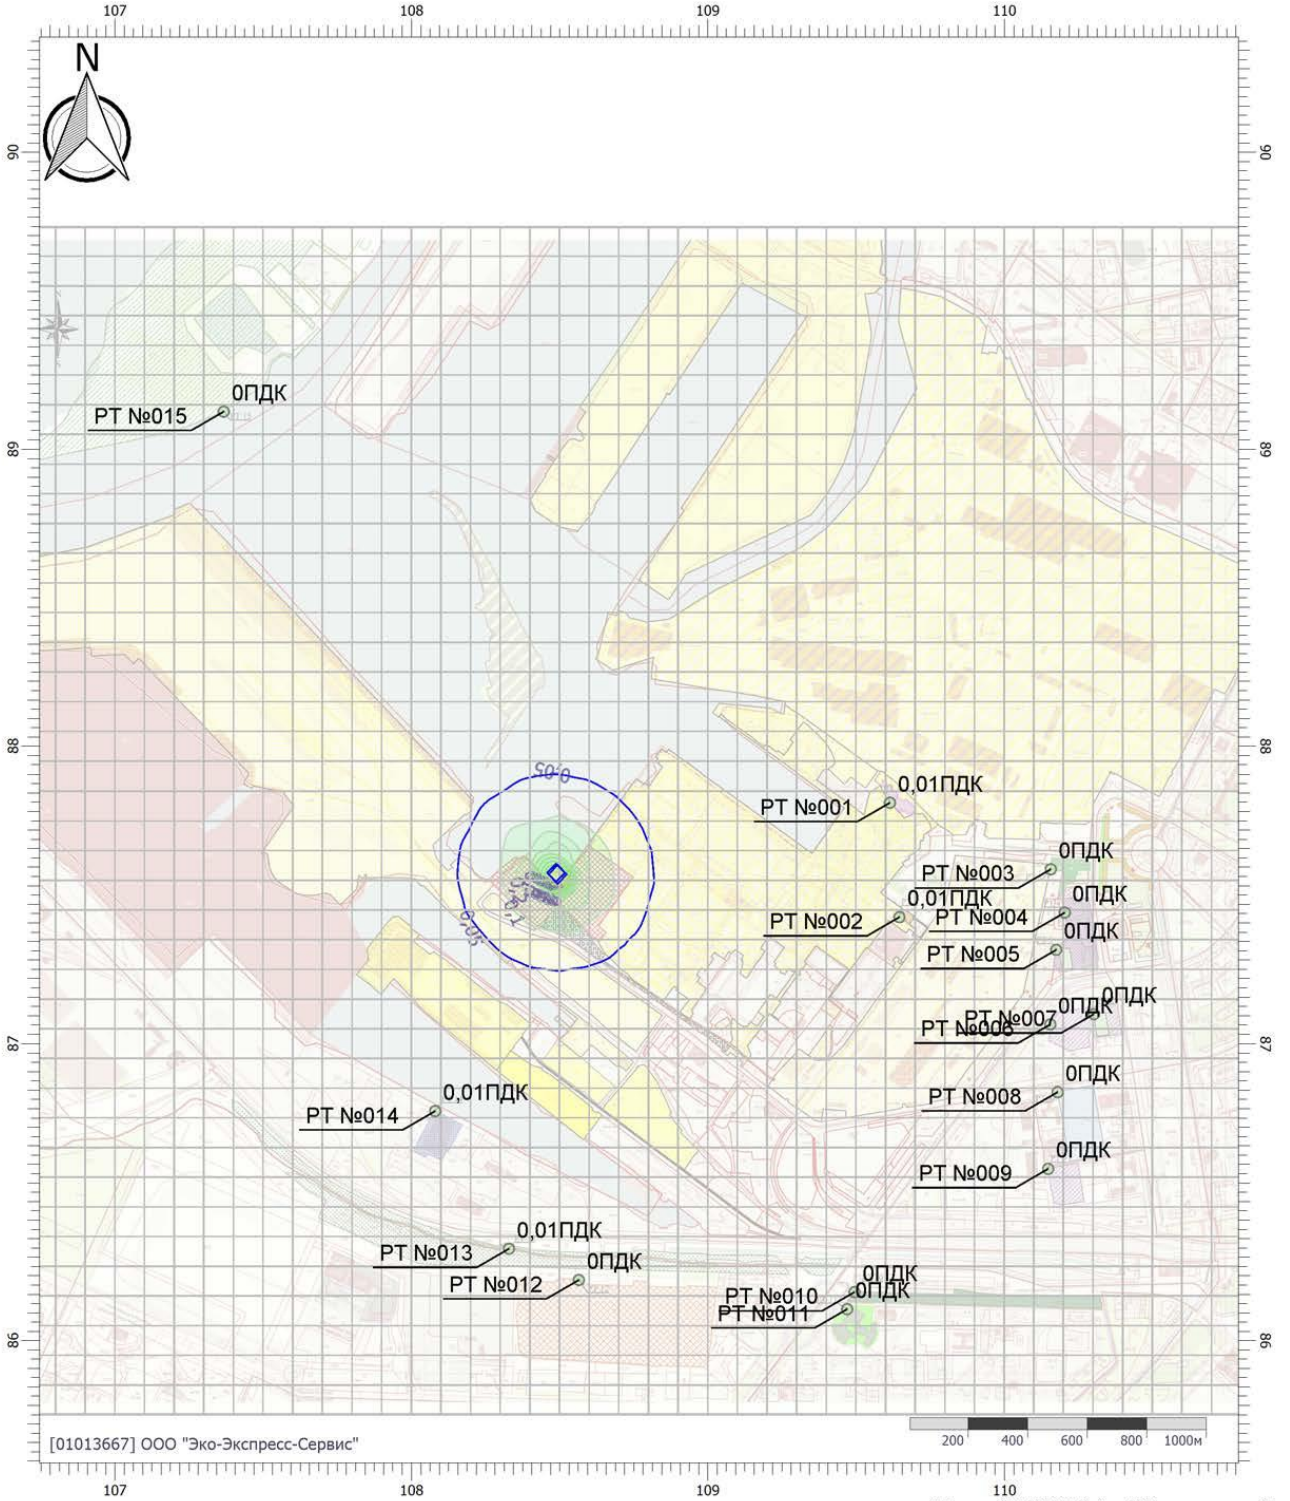 107 108 109 110
N
90 90
0ПДК
РТ №015
89 89
88 88
0,05
0,01ПДК
РТ №001
0ПДК
РТ №003
0ПДК
0,01ПДК
РТ №004
РТ №002
0ПДК
РТ №005
0,1
0,05
0ПДК
0ПДК
РТ №007
РТ №006
87 87
0ПДК
РТ №008
0,01ПДК
РТ №014
0ПДК
РТ №009
0,01ПДК
РТ №013
0ПДК
РТ №012
0ПДК
0ПДК
РТ №010
РТ №011
86 86
[01013667] ООО "Эко-Экспресс-Сервис"
200 400 600 800 1000м
107 108 109 110